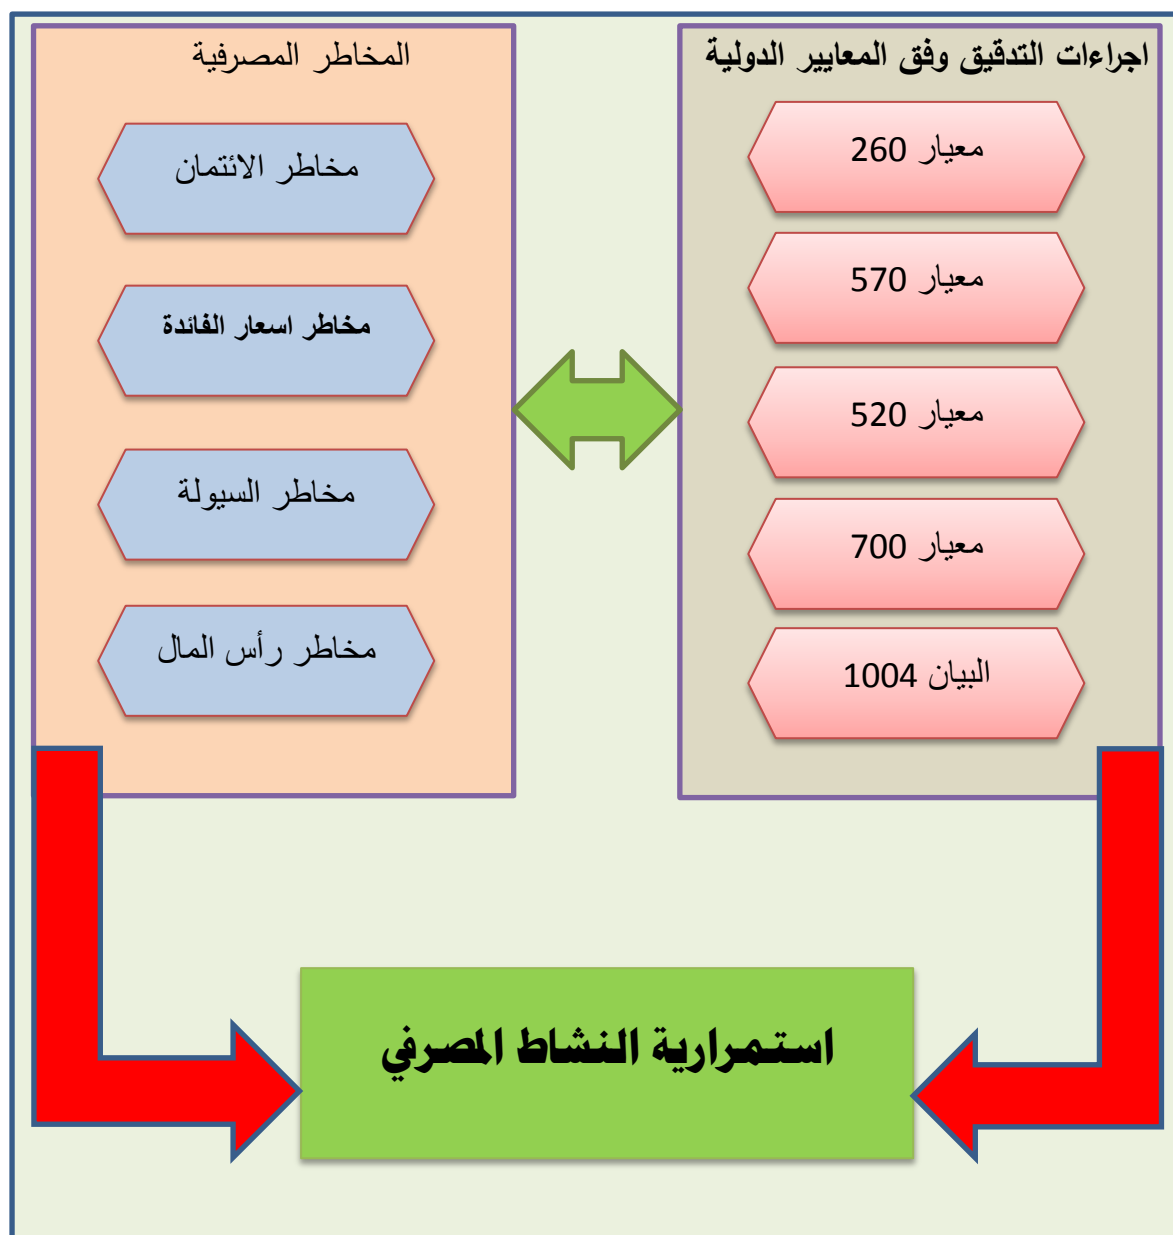 اجراءات التدقيق وفق المعايير الدولية
معيار 260
معيار 570
معيار 520
معيار 700
البيان 1004
المخاطر المصرفية
مخاطر الائتمان
مخاطر اسعار الفائدة
مخاطر السيولة
مخاطر رأس المال
استمرارية النشاط المصرفي